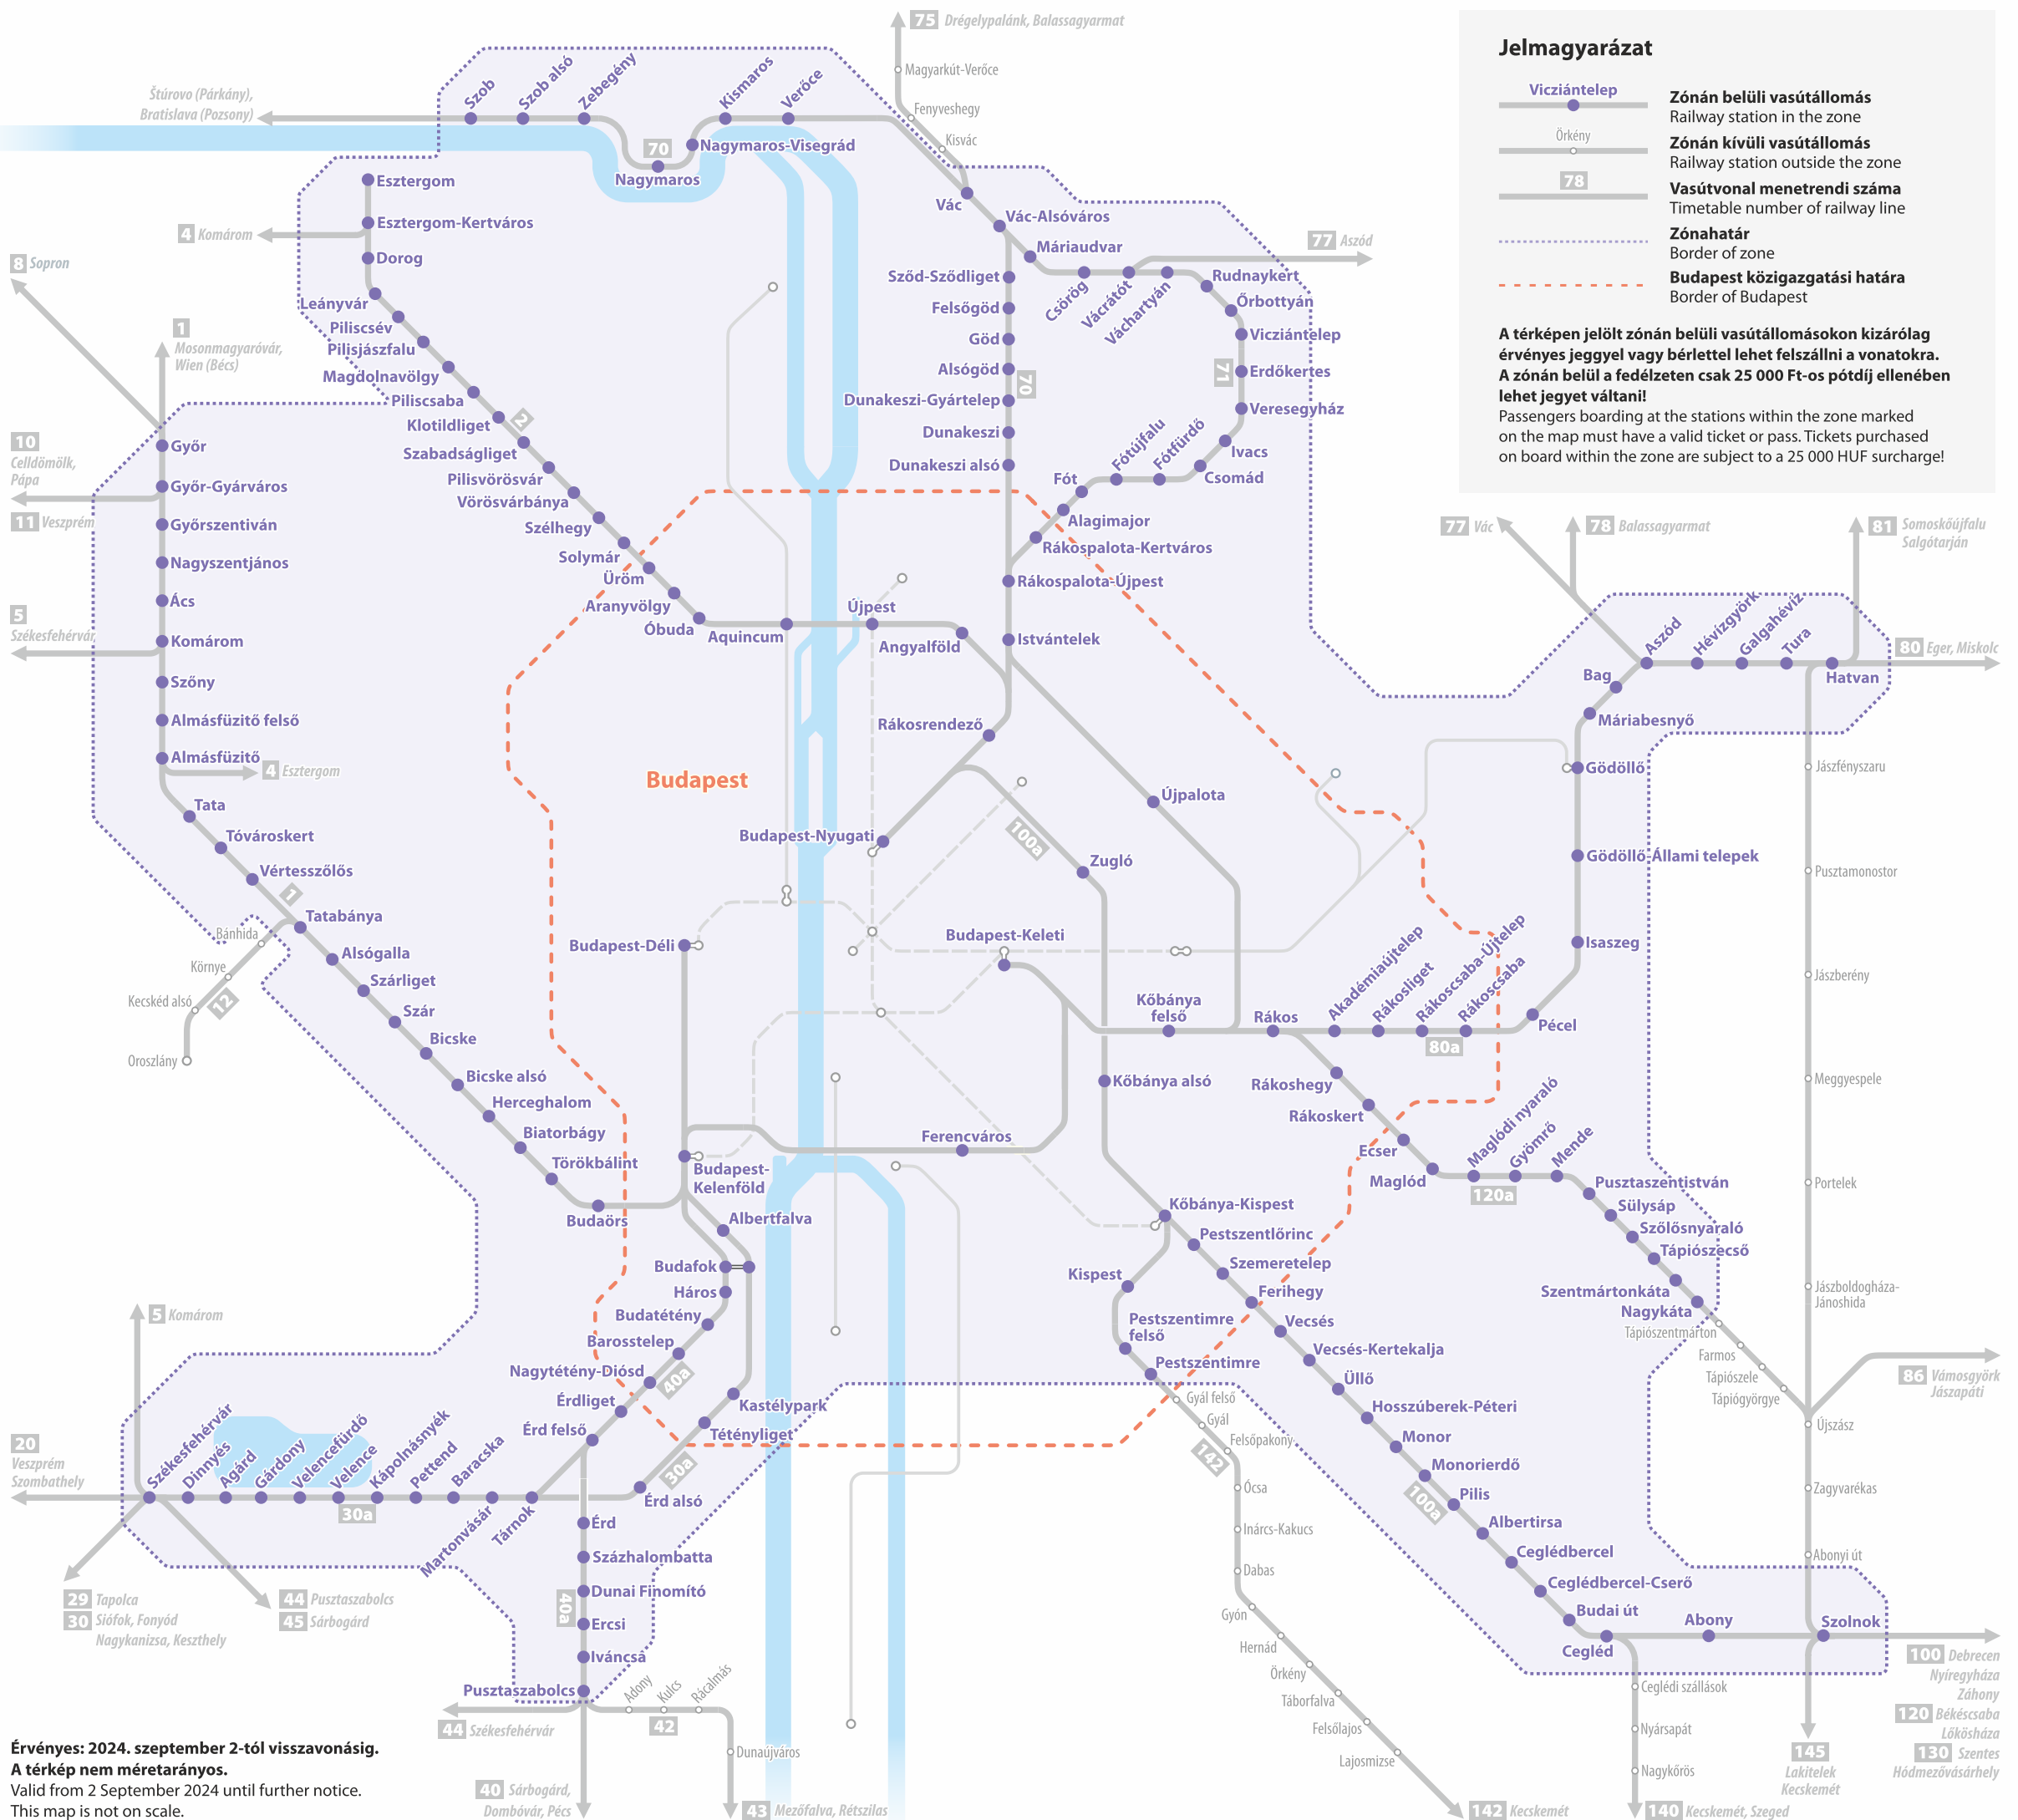 75 Drégelypalánk, Balassagyarmat
Magyarkút-Verőce
Fenyveshegy
Kisvác
Štúrovo (Párkány),
Bratislava (Pozsony)
Szob
Szob alsó
Zebegény
70
Nagymaros
Nagymaros-Visegrád
Kismaros
Verőce
Vác
Vác-Alsóváros
Máriaudvar
77 Aszód
Csörög
Vácrátót
Váchartyán
Rudnaykert
Őrbottyán
Vicziántelep
71
Erdőkertes
Veresegyház
Ivacs
Csomád
Fótfürdő
Fótújfalu
Fót
Alagimajor
Rákospalota-Kertváros
Sződ-Sződliget
Felsőgöd
Göd
Alsógöd
70
Dunakeszi-Gyártelep
Dunakeszi
Dunakeszi alsó
Rákospalota-Újpest
Istvántelek
Esztergom
Esztergom-Kertváros
4 Komárom
Dorog
Leányvár
Piliscsév
Pilisjászfalu
Magdolnavölgy
Piliscsaba
Klotildliget
2
Szabadságliget
Pilisvörösvár
Vörösvárbánya
Szélhegy
Solymár
Üröm
Aranyvölgy
Óbuda
Aquincum
Újpest
Angyalföld
Rákosrendező
Budapest
Budapest-Nyugati
100a
Zugló
Újpalota
8 Sopron
1
Mosonmagyaróvár,
Wien (Bécs)
10
Celldömölk,
Pápa
11 Veszprém
Győr
Győr-Gyárváros
Győrszentiván
Nagyszentjános
Ács
5
Székesfehérvár
Komárom
Szőny
Almásfüzitő felső
Almásfüzitő
4 Esztergom
Tata
Tóvároskert
Vértesszőlős
1
Tatabánya
Bánhida
Környe
Kecskéd alsó
12
Oroszlány
Alsógalla
Szárliget
Szár
Bicske
Bicske alsó
Herceghalom
Biatorbágy
Törökbálint
Budaörs
Budapest-Déli
Budapest-
Kelenföld
Ferencváros
Budapest-Keleti
Kőbánya
felső
Rákos
Akadémiaújtelep
Rákosliget
Rákoscsaba-Újtelep
Rákoscsaba
80a
Pécel
Isaszeg
Gödöllő-Állami telepek
Gödöllő
Máriabesnyő
Bag
Aszód
Hévízgyörk
Galgahévíz
Tura
Hatvan
77 Vác
78 Balassagyarmat
81 Somoskőújfalu
Salgótarján
80 Eger, Miskolc
Jászfényszaru
Pusztamonostor
Jászberény
Meggyespele
Portelek
Jászboldogháza-
Jánoshida
86 Vámosgyörk
Jászapáti
Újszász
Zagyvarékas
Abonyi út
Kőbánya alsó
Rákoshegy
Rákoskert
Ecser
Maglód
Maglódi nyaraló
Gyömrő
Mende
120a
Pusztaszentistván
Sülysáp
Szőlősnyaraló
Tápiószecső
Szentmártonkáta
Nagykáta
Tápiószentmárton
Farmos
Tápiószele
Tápiógyörgye
Kőbánya-Kispest
Pestszentlőrinc
Szemeretelep
Ferihegy
Vecsés
Vecsés-Kertekalja
Üllő
Hosszúberek-Péteri
Monor
Monorierdő
100a
Pilis
Albertirsa
Ceglédbercel
Ceglédbercel-Cserő
Budai út
Cegléd
Abony
Szolnok
Kispest
Pestszentimre
felső
Pestszentimre
Gyál felső
Gyál
Felsőpakony
142
Ócsa
Inárcs-Kakucs
Dabas
Gyón
Hernád
Örkény
Táborfalva
Felsőlajos
Lajosmizse
142 Kecskemét
Ceglédi szállások
Nyársapát
Nagykőrös
140 Kecskemét, Szeged
145
Lakitelek
Kecskemét
100 Debrecen
Nyíregyháza
Záhony
120 Békéscsaba
Lőkösháza
130 Szentes
Hódmezővásárhely
Albertfalva
Budafok
Háros
Budatétény
Barosstelep
Nagytétény-Diósd
40a
Érdliget
Érd felső
Kastélypark
Tétényliget
30a
Érd alsó
5 Komárom
20
Veszprém
Szombathely
Székesfehérvár
Dinnyés
Agárd
Gárdony
Velencefürdő
Velence
Kápolnásnyék
Pettend
Baracska
30a
Martonvásár
Tárnok
29 Tapolca
30 Siófok, Fonyód
Nagykanizsa, Keszthely
44 Pusztaszabolcs
45 Sárbogárd
Érd
Százhalombatta
Dunai Finomító
40a
Ercsi
Iváncsa
Pusztaszabolcs
44 Székesfehérvár
Adony
Kulcs
Rácalmás
42
Dunaújváros
40 Sárbogárd,
Dombóvár, Pécs
43 Mezőfalva, Rétszilas
Jelmagyarázat
Vicziántelep
Zónán belüli vasútállomás
Railway station in the zone
Örkény
Zónán kívüli vasútállomás
Railway station outside the zone
78
Vasútvonal menetrendi száma
Timetable number of railway line
Zónahatár
Border of zone
Budapest közigazgatási határa
Border of Budapest
A térképen jelölt zónán belüli vasútállomásokon kizárólag
érvényes jeggyel vagy bérlettel lehet felszállni a vonatokra.
A zónán belül a fedélzeten csak 25 000 Ft-os pótdíj ellenében
lehet jegyet váltani!
Passengers boarding at the stations within the zone marked
on the map must have a valid ticket or pass. Tickets purchased
on board within the zone are subject to a 25 000 HUF surcharge!
Érvényes: 2024. szeptember 2-tól visszavonásig.
A térkép nem méretarányos.
Valid from 2 September 2024 until further notice.
This map is not on scale.